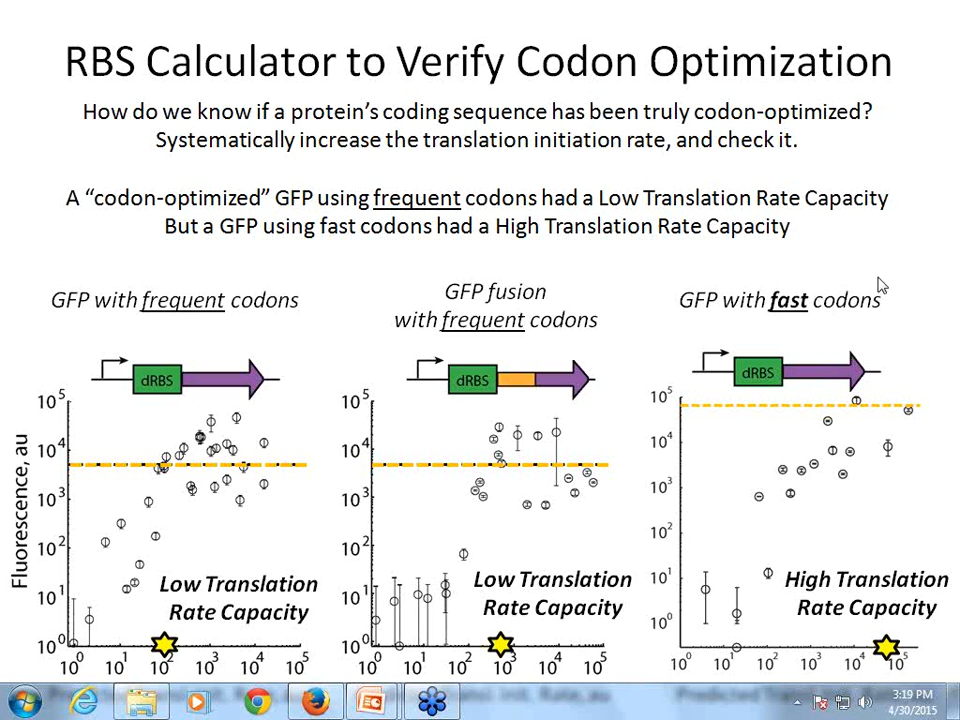 RBS Calculator to Verify Codon Optimization
How do we know if a protein's coding sequence has been truly codon-optimized?
Systematically increase the translation initiation rate, and check it.
A “codon-optimized” GFP using frequent codons had a Low Translation Rate Capacity
But a GFP using fast codons had a High Translation Rate Capacity
GFP with frequent codons
dRBS
Fluorescence, au
10⁵
10⁴
10³
10²
10¹
10⁰
Low Translation
Rate Capacity
10⁰ 10¹ 10² 10³ 10⁴ 10⁵
GFP fusion
with frequent codons
dRBS
10⁵
10⁴
10³
10²
10¹
10⁰
Low Translation
Rate Capacity
10⁰ 10¹ 10² 10³ 10⁴ 10⁵
GFP with fast codons
dRBS
10⁵
10⁴
10³
10²
10¹
10⁰
High Translation
Rate Capacity
10⁰ 10¹ 10² 10³ 10⁴ 10⁵
3:19 PM
4/30/2015